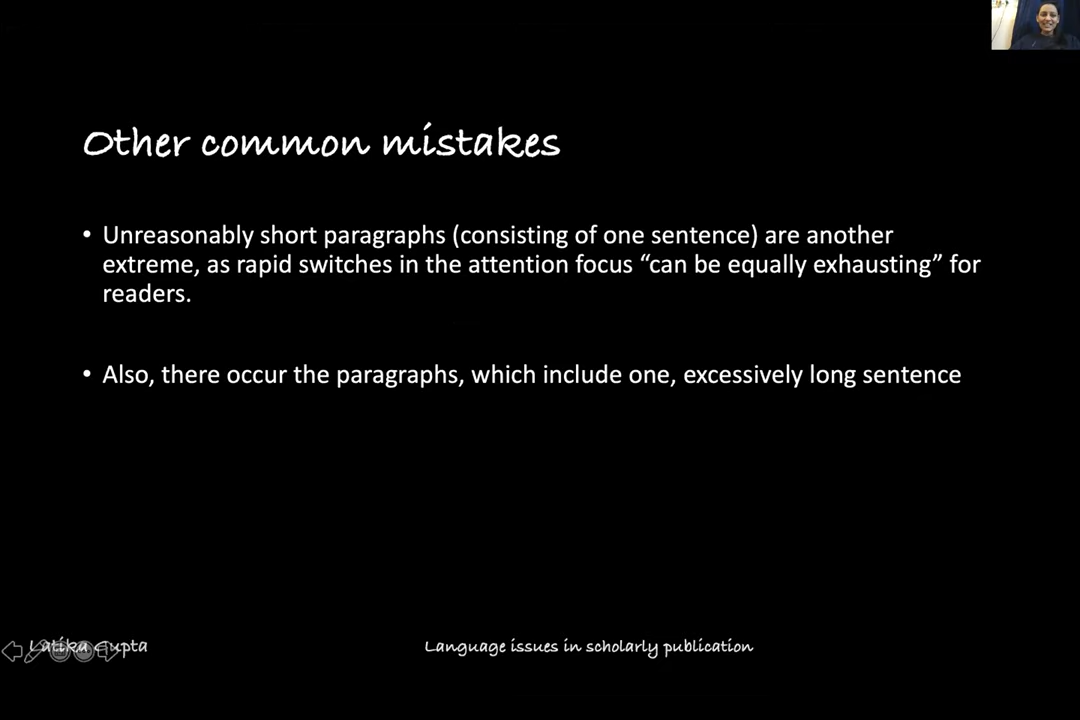 Other common mistakes
• Unreasonably short paragraphs (consisting of one sentence) are another
extreme, as rapid switches in the attention focus “can be equally exhausting” for
readers.
• Also, there occur the paragraphs, which include one, excessively long sentence
Latika Gupta
Language issues in scholarly publication